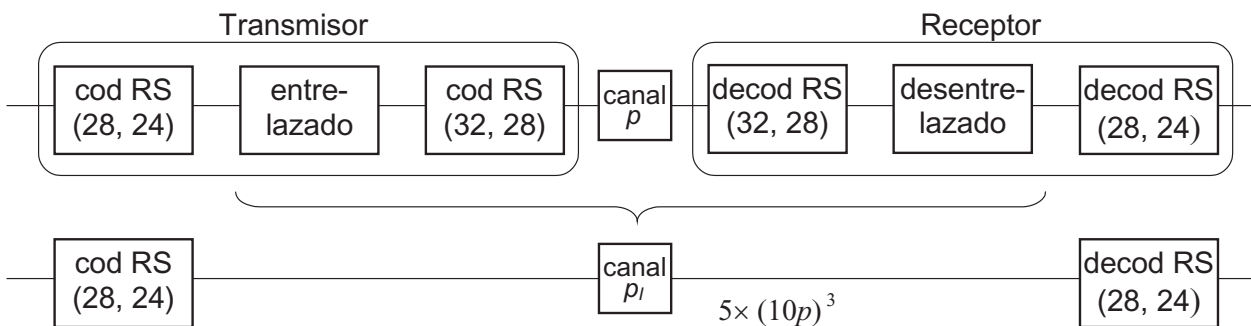 Transmisor
Receptor
cod RS
(28, 24)
entre-
lazado
cod RS
(32, 28)
canal
p
decod RS
(32, 28)
desentre-
lazado
decod RS
(28, 24)
cod RS
(28, 24)
canal
pI
5× (10p) 3
decod RS
(28, 24)